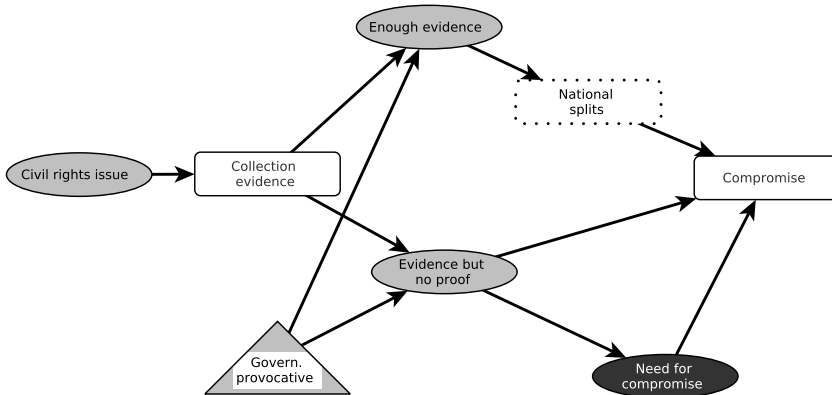 Enough evidence
National
splits
Civil rights issue
Collection
evidence
Compromise
Evidence but
no proof
Govern.
provocative
Need for
compromise